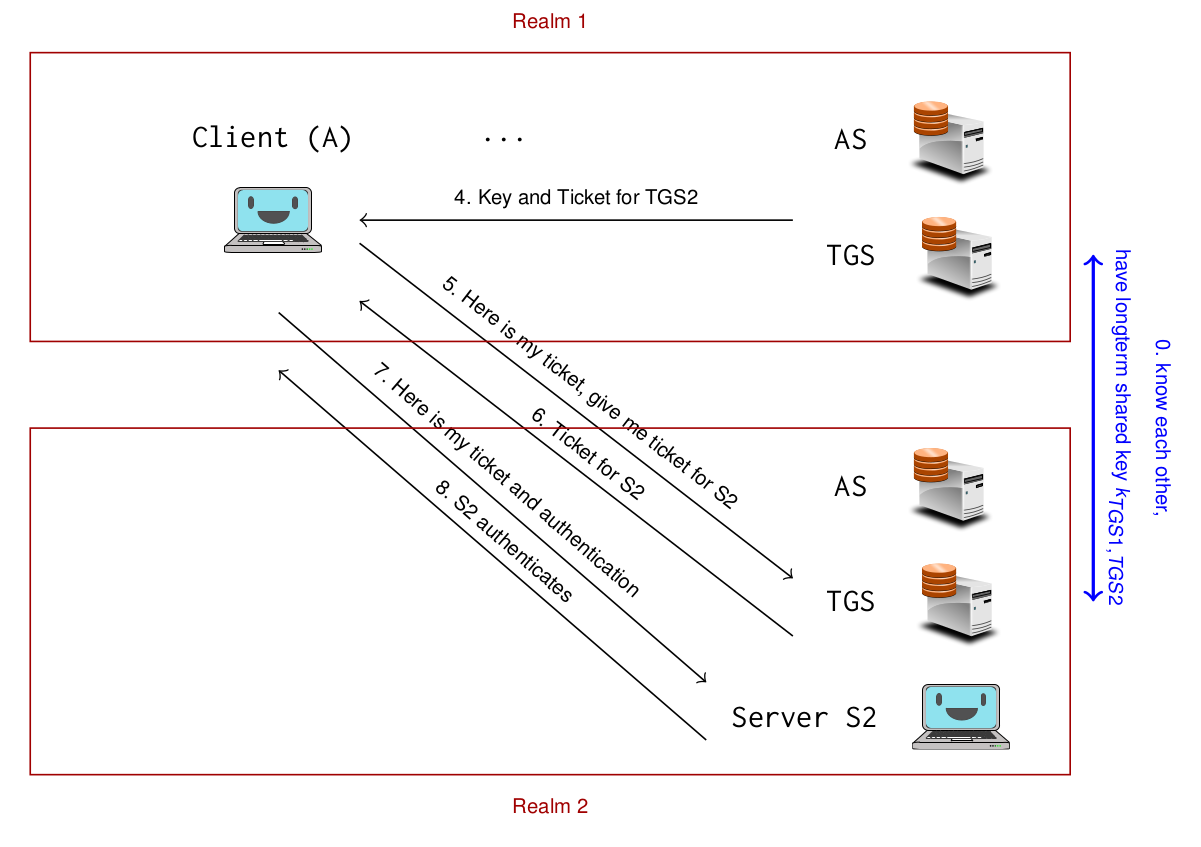 Realm 1
Client (A)
...
AS
4. Key and Ticket for TGS2
TGS
5. Here is my ticket, give me ticket for S2
6. Ticket for S2
7. Here is my ticket and authentication
8. S2 authenticates
0. know each other,
have longterm shared key kTGS1,TGS2
AS
TGS
Server S2
Realm 2